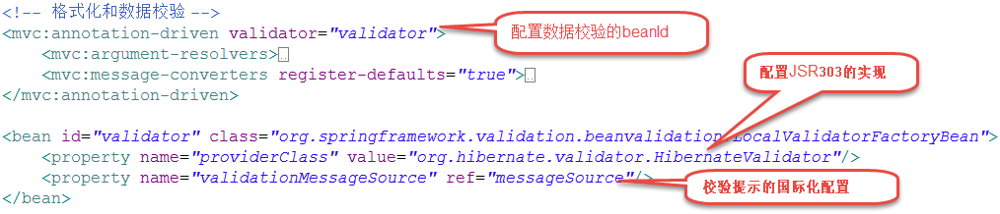 <!-- 格式化和数据校验 -->
<mvc:annotation-driven validator="validator">
配置数据校验的beanId
<mvc:argument-resolvers>
<mvc:message-converters register-defaults="true">
配置JSR303的实现
</mvc:annotation-driven>
<bean id="validator" class="org.springframework.validation.beanvalidation.LocalValidatorFactoryBean">
<property name="providerClass" value="org.hibernate.validator.HibernateValidator"/>
<property name="validationMessageSource" ref="messageSource"/>
校验提示的国际化配置
</bean>